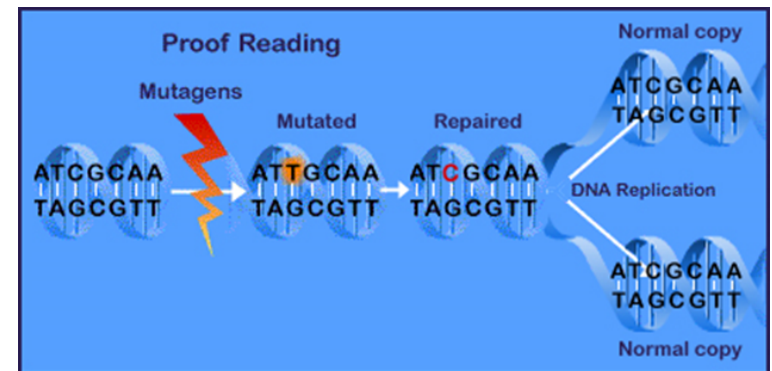 Proof Reading
Normal copy
Mutagens
ATCGCAA
TAGCGTT
Mutated
Repaired
ATCGCAA
TAGCGTT
ATTGCAA
TAGCGTT
ATCGCAA
TAGCGTT
DNA Replication
ATCGCAA
TAGCGTT
Normal copy